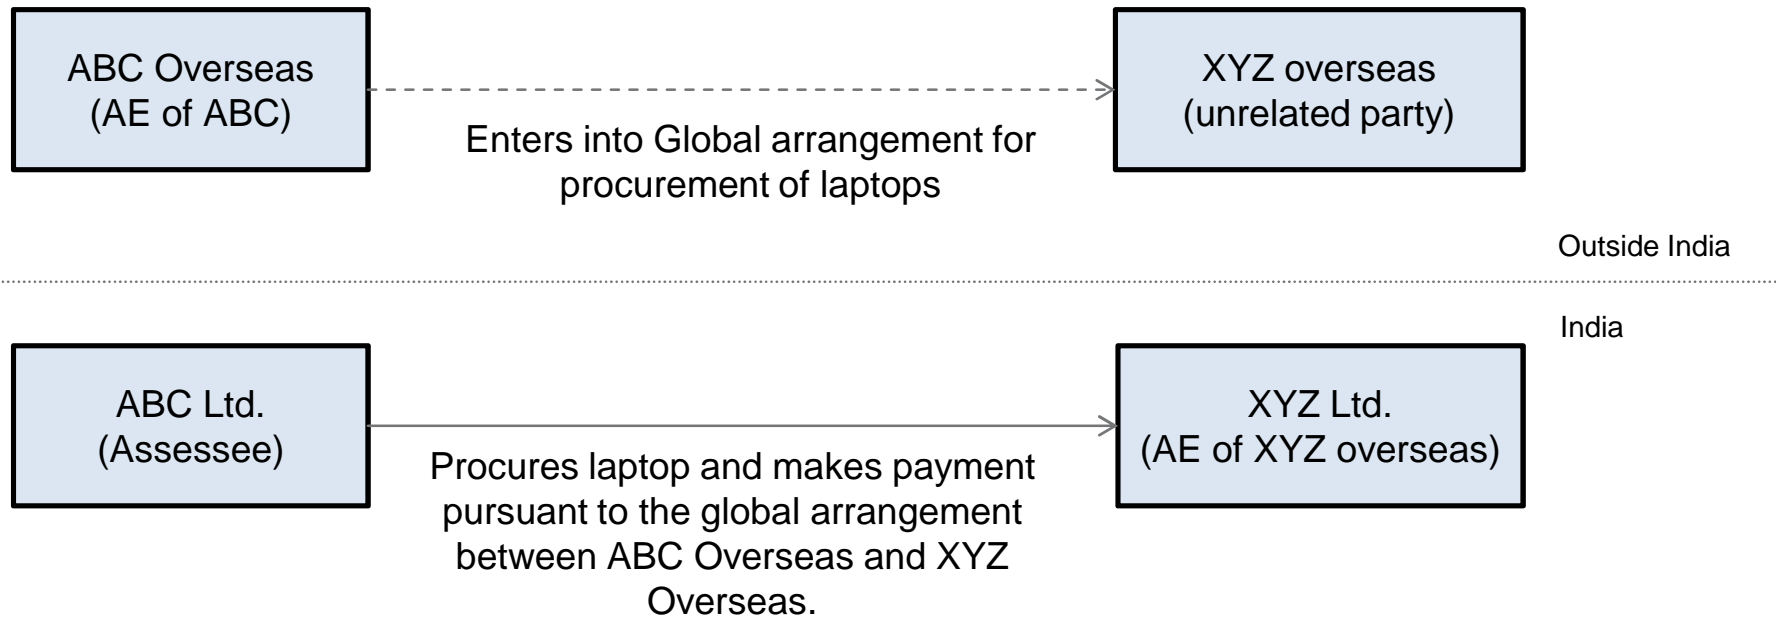 ABC Overseas
(AE of ABC)
XYZ overseas
(unrelated party)
Enters into Global arrangement for
procurement of laptops
Outside India
India
ABC Ltd.
(Assessee)
XYZ Ltd.
(AE of XYZ overseas)
Procures laptop and makes payment
pursuant to the global arrangement
between ABC Overseas and XYZ
Overseas.